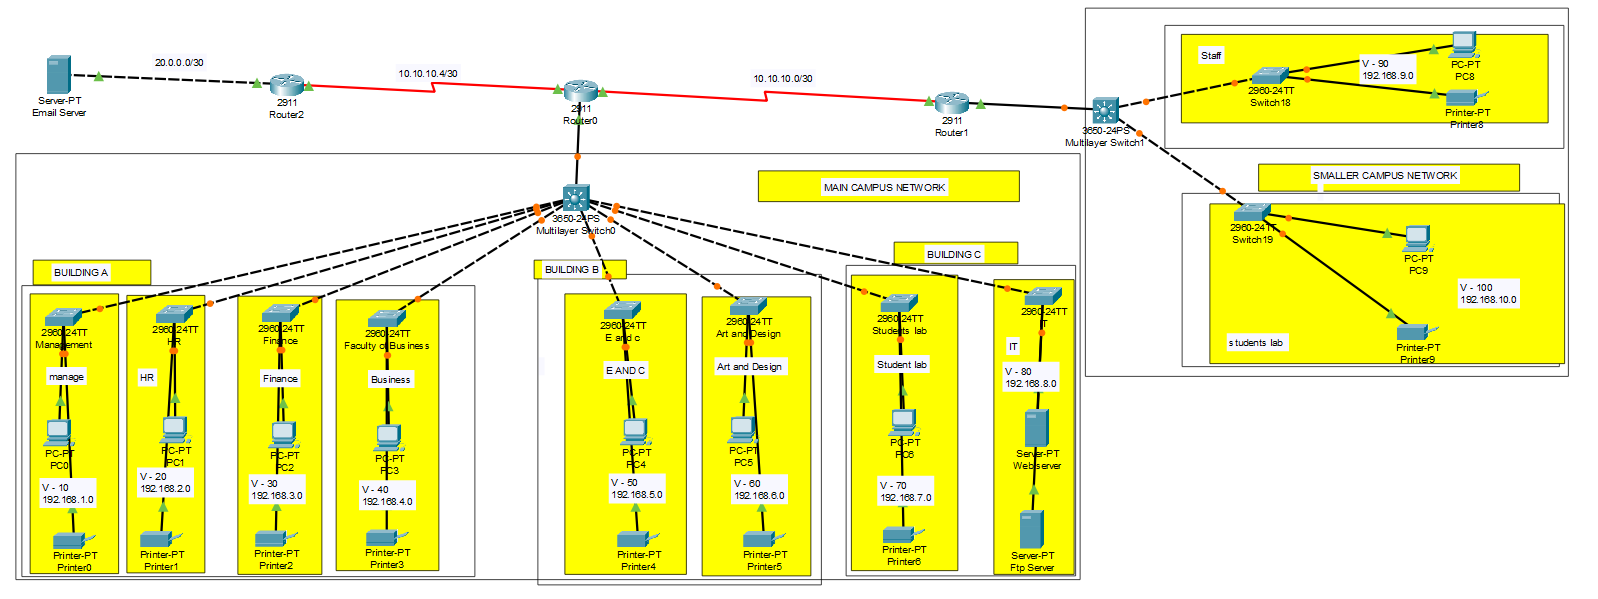 20.0.0.0/30
10.10.10.4/30
10.10.10.0/30
Server-PT
Email Server
2911
Router2
2911
Router0
2911
Router1
3650-24PS
Multilayer Switch1
Staff
V - 90
192.168.9.0
PC-PT
PC8
2960-24TT
Switch18
Printer-PT
Printer8
SMALLER CAMPUS NETWORK
2960-24TT
Switch19
PC-PT
PC9
V - 100
192.168.10.0
students lab
Printer-PT
Printer9
MAIN CAMPUS NETWORK
3650-24PS
Multilayer Switch0
BUILDING A
BUILDING B
BUILDING C
2960-24TT
Management
manage
PC-PT
PC0
V - 10
192.168.1.0
Printer-PT
Printer0
2960-24TT
HR
HR
PC-PT
PC1
V - 20
192.168.2.0
Printer-PT
Printer1
2960-24TT
Finance
Finance
PC-PT
PC2
V - 30
192.168.3.0
Printer-PT
Printer2
2960-24TT
Faculty of Business
Business
PC-PT
PC3
V - 40
192.168.4.0
Printer-PT
Printer3
2960-24TT
E and c
E AND C
PC-PT
PC4
V - 50
192.168.5.0
Printer-PT
Printer4
2960-24TT
Art and Design
Art and Design
PC-PT
PC5
V - 60
192.168.6.0
Printer-PT
Printer5
2960-24TT
Students lab
Student lab
PC-PT
PC6
V - 70
192.168.7.0
Printer-PT
Printer6
2960-24TT
IT
IT
V - 80
192.168.8.0
Server-PT
Web server
Server-PT
Ftp Server